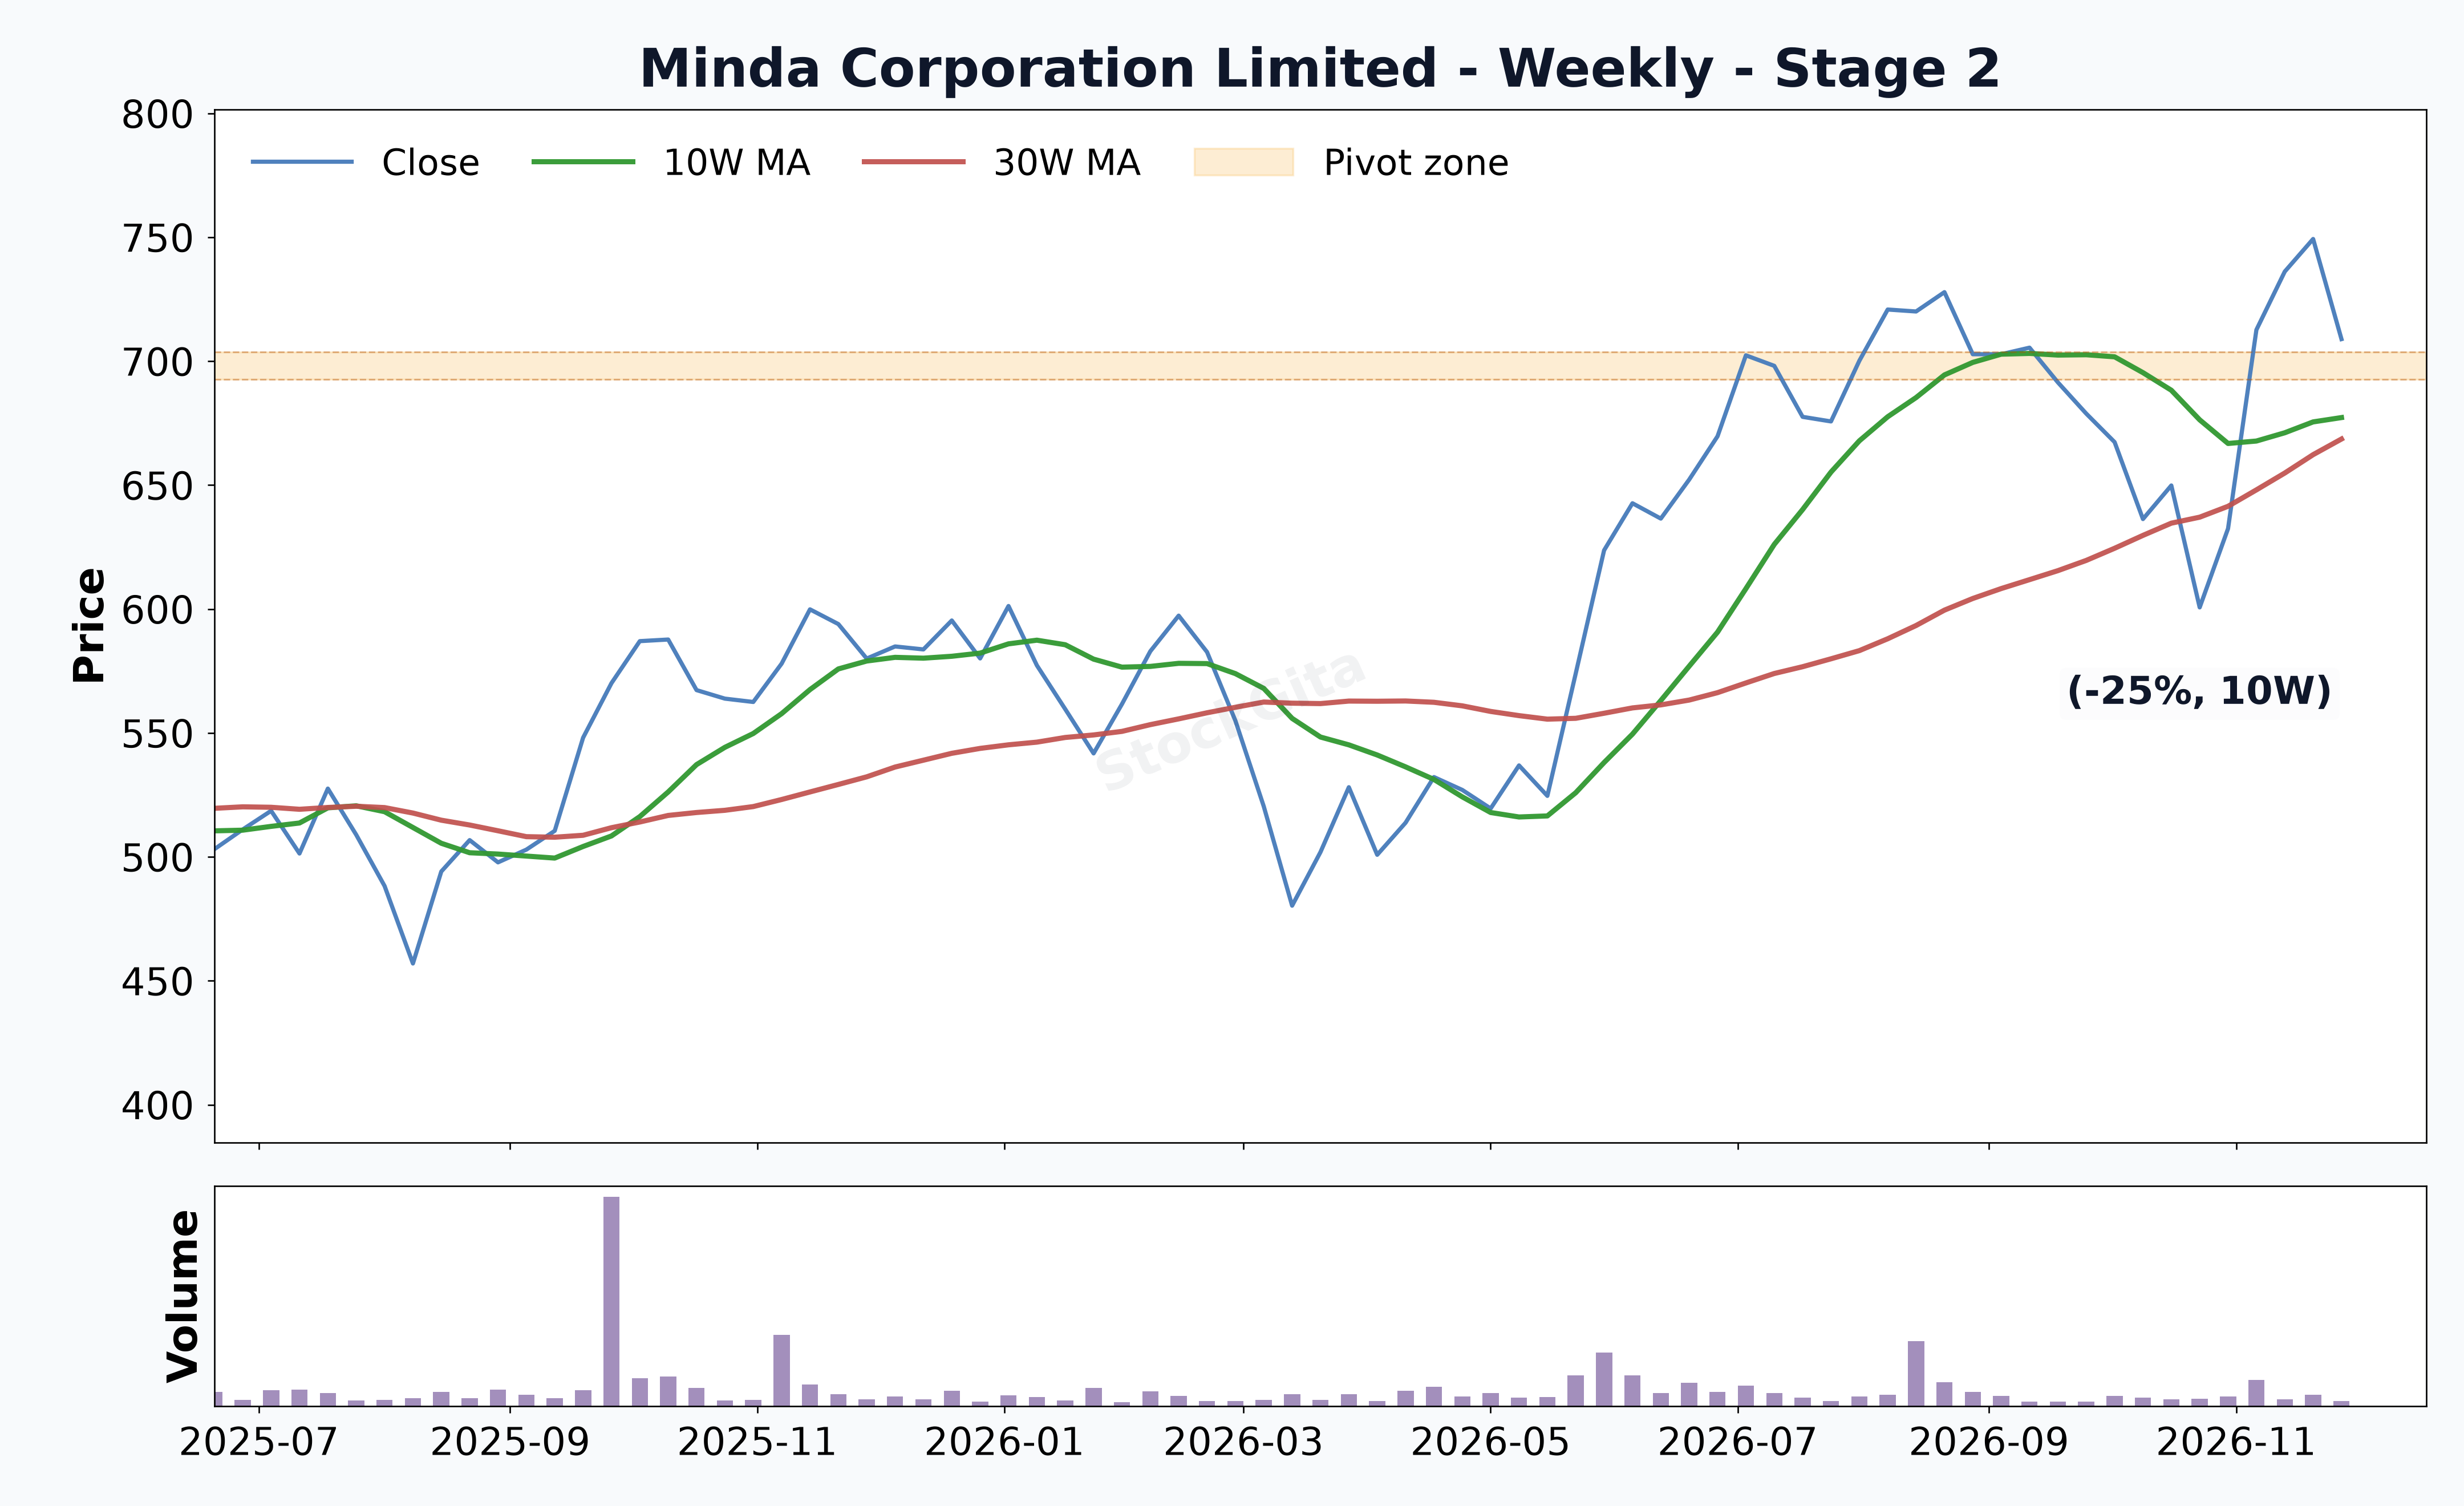 Minda Corporation Limited - Weekly - Stage 2
Close 10W MA 30W MA Pivot zone
800
750
700
650
600
550
500
450
400
Price
StockGita
(-25%, 10W)
Volume
2025-07 2025-09 2025-11 2026-01 2026-03 2026-05 2026-07 2026-09 2026-11